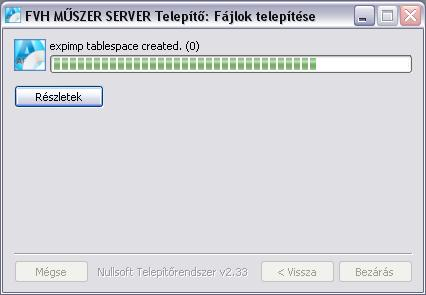 FVH MŰSZER SERVER Telepítő: Fájlok telepítése
expimp tablespace created. (0)
Részletek
Mégse
Nullsoft Telepítőrendszer v2.33
< Vissza
Bezárás